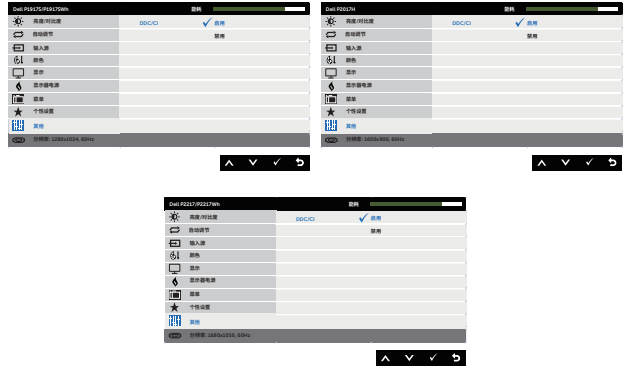 Dell P1917S/P1917SWh 能耗
亮度/对比度 DDC/CI 启用
自动调节 禁用
输入源
颜色
显示
显示器电源
菜单
个性设置
其他
分辨率: 1280x1024, 60Hz
Dell P2017H 能耗
亮度/对比度 DDC/CI 启用
自动调节 禁用
输入源
颜色
显示
显示器电源
菜单
个性设置
其他
分辨率: 1600x900, 60Hz
Dell P2217/P2217Wh 能耗
亮度/对比度 DDC/CI 启用
自动调节 禁用
输入源
颜色
显示
显示器电源
菜单
个性设置
其他
分辨率: 1680x1050, 60Hz